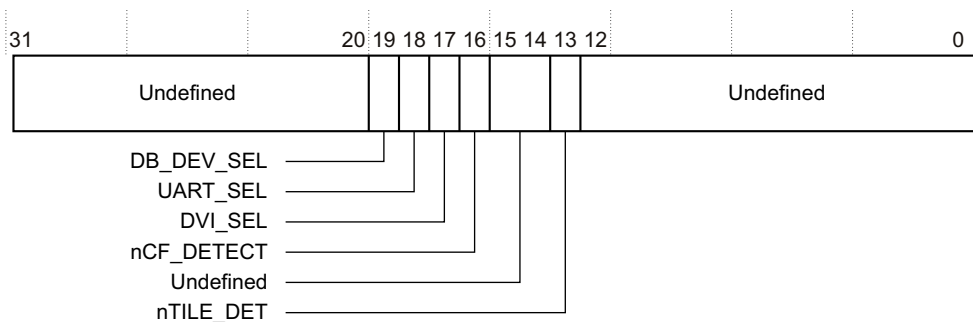 31 20 19 18 17 16 15 14 13 12 0
Undefined Undefined
DB_DEV_SEL
UART_SEL
DVI_SEL
nCF_DETECT
Undefined
nTILE_DET